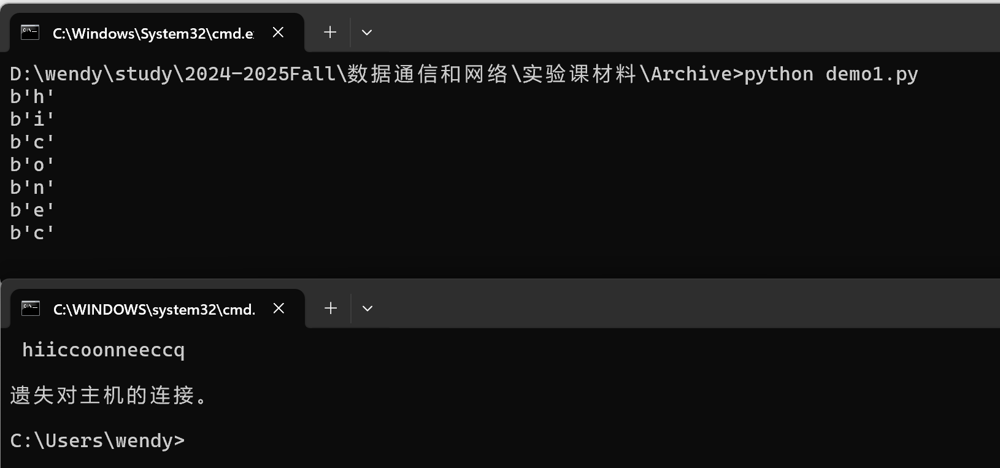 C:\Windows\System32\cmd.e
D:\wendy\study\2024-2025Fall\数据通信和网络\实验课材料\Archive>python demo1.py
b'h'
b'i'
b'c'
b'o'
b'n'
b'e'
b'c'
C:\WINDOWS\system32\cmd.
hiiccoonneeccq
遗失对主机的连接。
C:\Users\wendy>